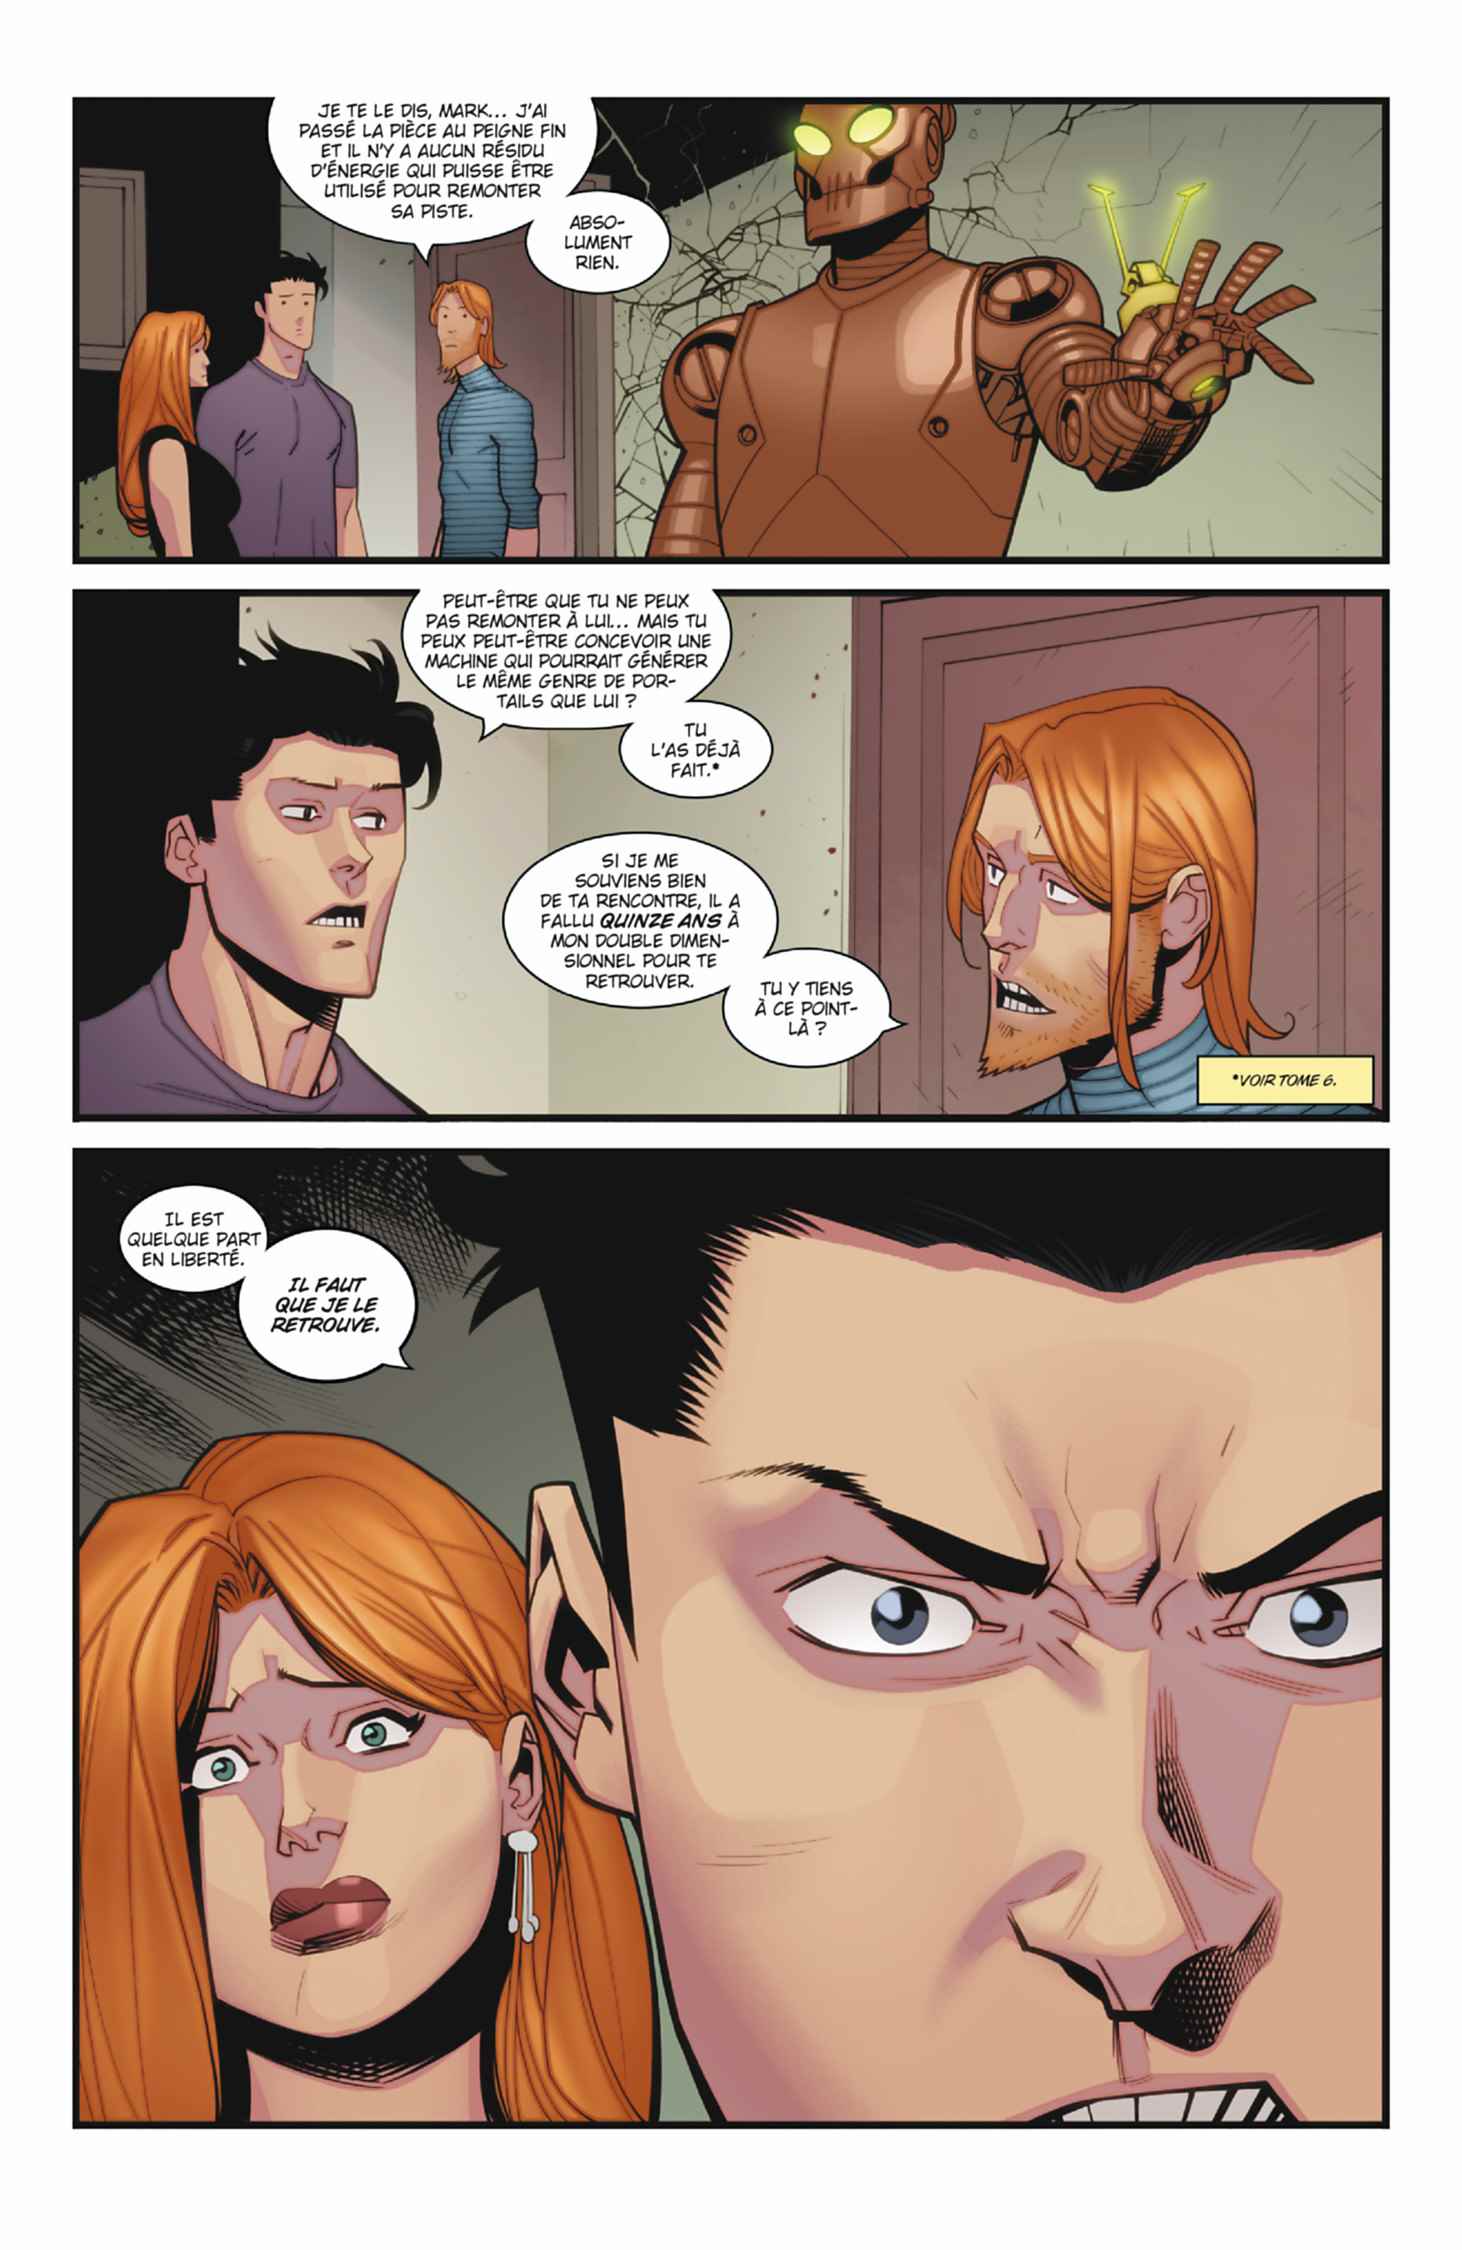 JE TE LE DIS, MARK... J'AI
PASSÉ LA PIÈCE AU PEIGNE FIN
ET IL N'Y A AUCUN RÉSIDU
D'ÉNERGIE QUI PUISSE ÊTRE
UTILISÉ POUR REMONTER
SA PISTE.
ABSO-
LUMENT
RIEN.
PEUT-ÊTRE QUE TU NE PEUX
PAS REMONTER À LUI... MAIS TU
PEUX PEUT-ÊTRE CONCEVOIR UNE
MACHINE QUI POURRAIT GÉNÉRER
LE MÊME GENRE DE POR-
TAILS QUE LUI ?
TU
L'AS DÉJÀ
FAIT.*
SI JE ME
SOUVIENS BIEN
DE TA RENCONTRE, IL A
FALLU QUINZE ANS À
MON DOUBLE DIMEN-
SIONNEL POUR TE
RETROUVER.
TU Y TIENS
À CE POINT-
LÀ ?
*VOIR TOME 6.
IL EST
QUELQUE PART
EN LIBERTÉ.
IL FAUT
QUE JE LE
RETROUVE.